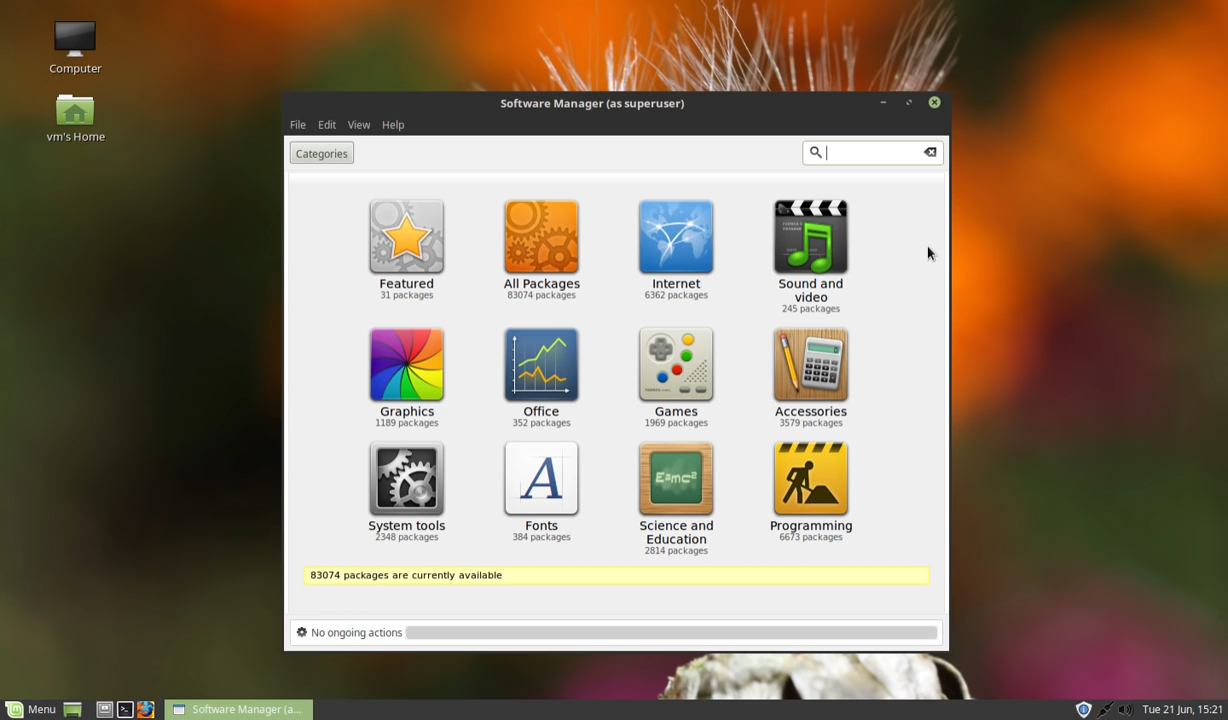 Computer
vm's Home
Software Manager (as superuser)
File Edit View Help
Categories
Featured
31 packages
All Packages
83074 packages
Internet
6362 packages
Sound and
video
245 packages
Graphics
1189 packages
Office
352 packages
Games
1969 packages
Accessories
3579 packages
System tools
2348 packages
A
Fonts
384 packages
E=mc²
Science and
Education
2814 packages
Programming
6673 packages
83074 packages are currently available
No ongoing actions
Menu
Software Manager (a...
Tue 21 Jun, 15:21